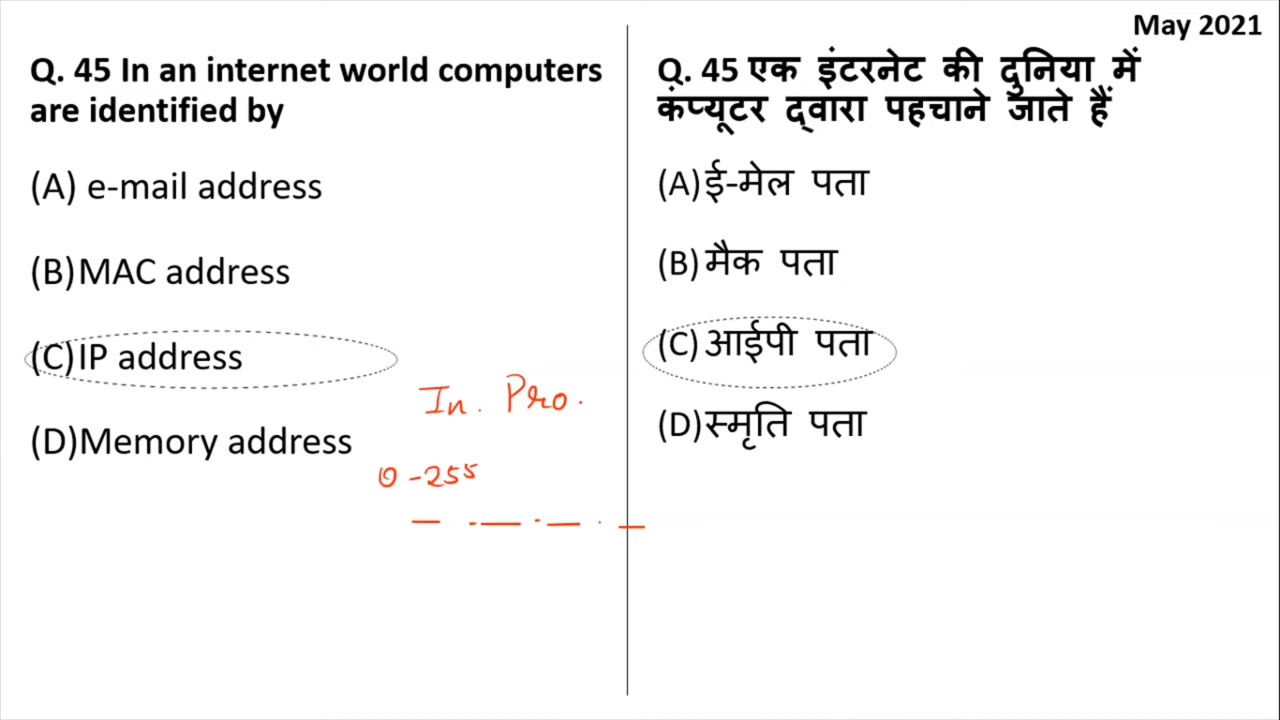 May 2021
Q. 45 In an internet world computers
are identified by
(A) e-mail address
(B) MAC address
(C) IP address
In. Pro.
(D) Memory address
0-255
Q. 45 एक इंटरनेट की दुनिया में
कंप्यूटर द्वारा पहचाने जाते हैं
(A) ई-मेल पता
(B) मैक पता
(C) आईपी पता
(D) स्मृति पता